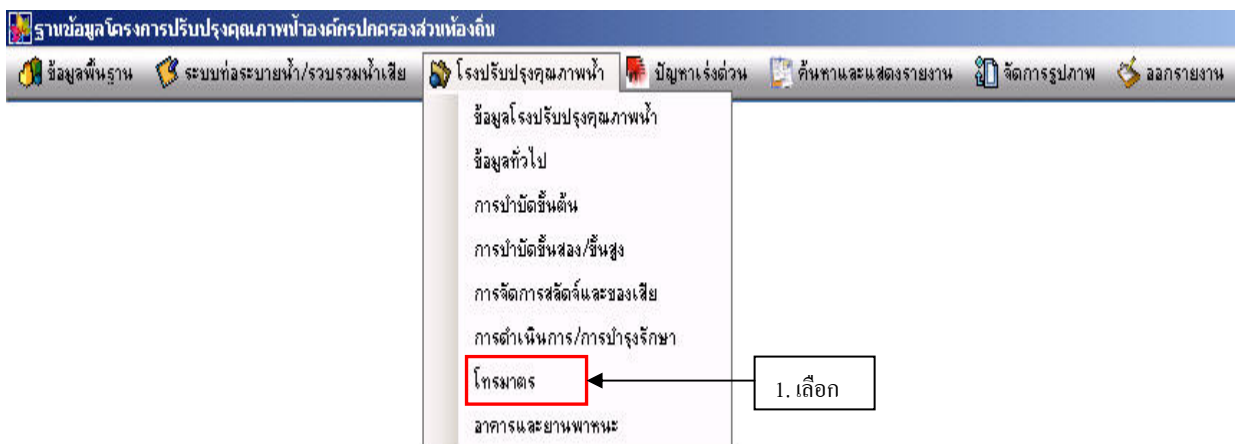 ฐานข้อมูลโครงการปรับปรุงคุณภาพน้ำองค์กรปกครองส่วนท้องถิ่น
ข้อมูลพื้นฐาน ระบบท่อระบายน้ำ/รวบรวมน้ำเสีย โรงปรับปรุงคุณภาพน้ำ ปัญหาเร่งด่วน ค้นหาและแสดงรายงาน จัดการรูปภาพ ออกรายงาน
ข้อมูลโรงปรับปรุงคุณภาพน้ำ
ข้อมูลทั่วไป
การบำบัดขั้นต้น
การบำบัดขั้นสอง/ขั้นสูง
การจัดการสลัดจ์และของเสีย
การดำเนินการ/การบำรุงรักษา
โทรมาตร
1. เลือก
อาคารและยานพาหนะ